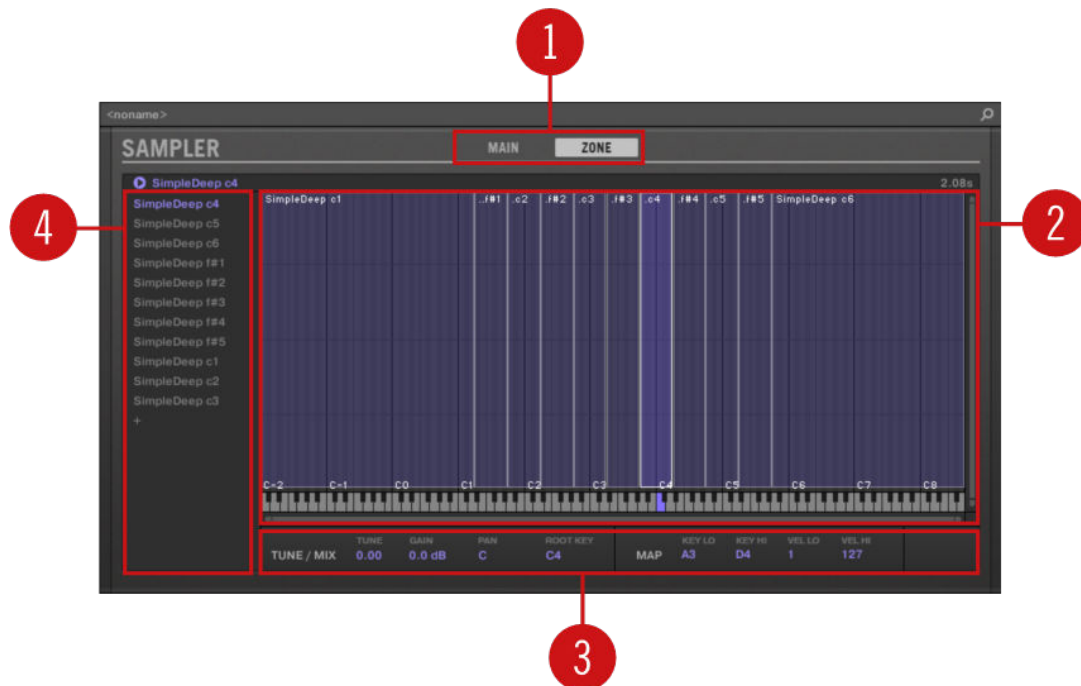 1
<noname>
SAMPLER
MAIN ZONE
SimpleDeep c4 2.08s
4
SimpleDeep c4
SimpleDeep c5
SimpleDeep c6
SimpleDeep f#1
SimpleDeep f#2
SimpleDeep f#3
SimpleDeep f#4
SimpleDeep f#5
SimpleDeep c1
SimpleDeep c2
SimpleDeep c3
+
SimpleDeep c1 ..f#1 .c2 .f#2 .c3 .f#3 .c4 .f#4 .c5 .f#5 SimpleDeep c6
2
C-2 C-1 C0 C1 C2 C3 C4 C5 C6 C7 C8
TUNE GAIN PAN ROOT KEY KEY LO KEY HI VEL LO VEL HI
TUNE / MIX 0.00 0.0 dB C C4 MAP A3 D4 1 127
3